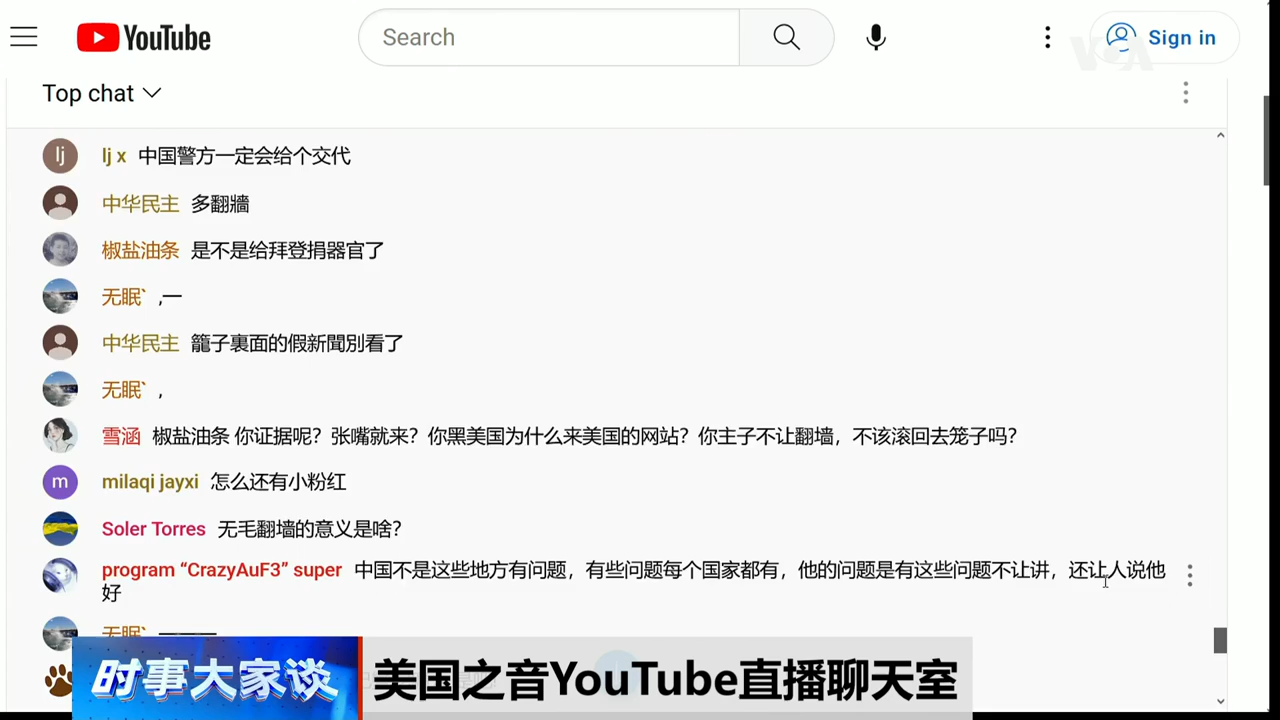 YouTube
Search
Sign in
VOA
Top chat
lj
lj x 中国警方一定会给个交代
中华民主 多翻牆
椒盐油条 是不是给拜登捐器官了
无眠` ,一
中华民主 籠子裏面的假新聞別看了
无眠` ,
雪涵 椒盐油条 你证据呢？张嘴就来？你黑美国为什么来美国的网站？你主子不让翻墙，不该滚回去笼子吗？
m
milaqi jayxi 怎么还有小粉红
Soler Torres 无毛翻墙的意义是啥？
program “CrazyAuF3” super 中国不是这些地方有问题，有些问题每个国家都有，他的问题是有这些问题不让讲，还让人说他
好
无眠` ———
时事大家谈
美国之音YouTube直播聊天室